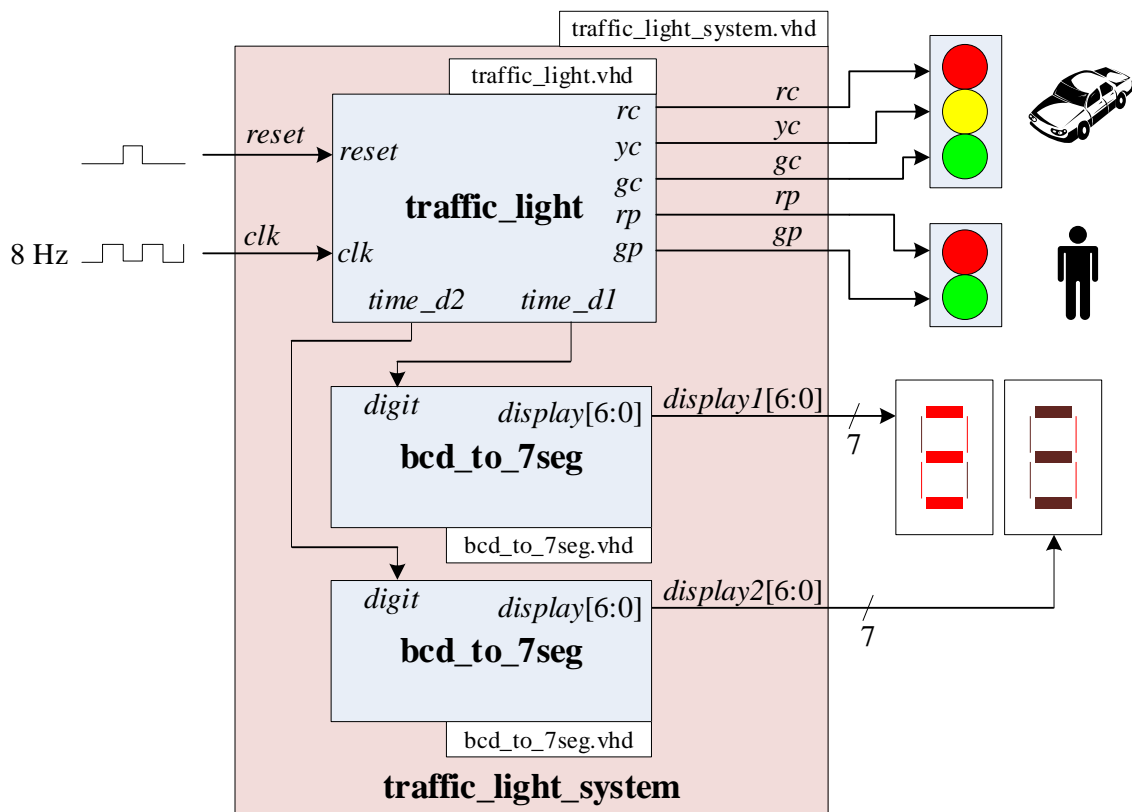 traffic_light_system.vhd
traffic_light.vhd
rc
rc
yc
yc
reset
reset
gc
gc
traffic_light
rp
rp
8 Hz
clk
clk
gp
gp
time_d2
time_d1
digit
display[6:0]
display1[6:0]
bcd_to_7seg
7
bcd_to_7seg.vhd
digit
display[6:0]
display2[6:0]
bcd_to_7seg
7
bcd_to_7seg.vhd
traffic_light_system